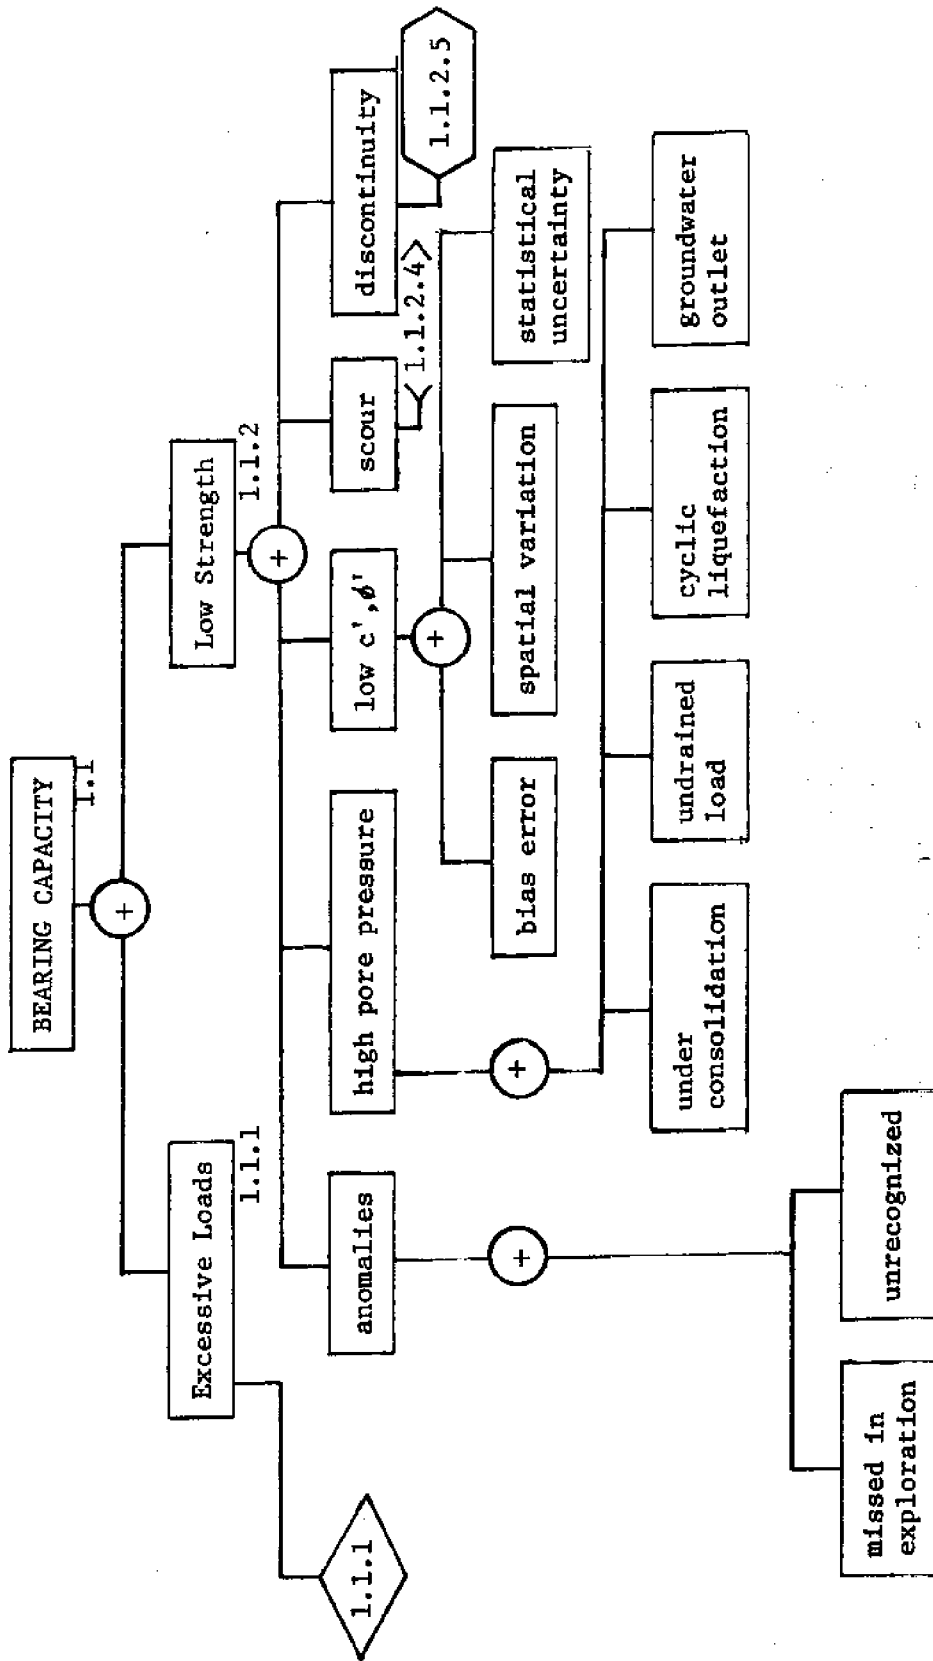 BEARING CAPACITY
1.1
+
Excessive Loads
1.1.1
Low Strength
1.1.2
1.1.1
+
anomalies
high pore pressure
low c',ø'
scour
discontinuity
1.1.2.4
1.1.2.5
+
+
+
bias error
spatial variation
statistical
uncertainty
under
consolidation
undrained
load
cyclic
liquefaction
groundwater
outlet
missed in
exploration
unrecognized